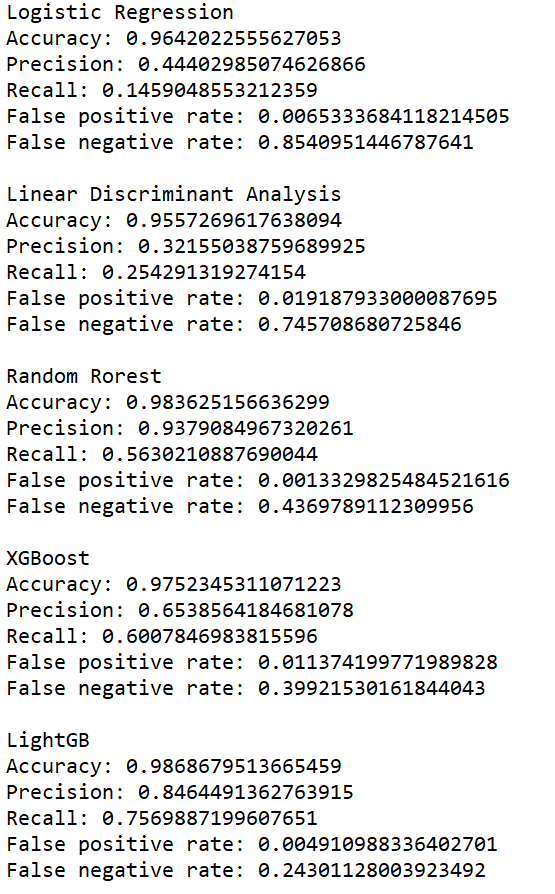 Logistic Regression
Accuracy: 0.9642022555627053
Precision: 0.44402985074626866
Recall: 0.1459048553212359
False positive rate: 0.0065333684118214505
False negative rate: 0.8540951446787641
Linear Discriminant Analysis
Accuracy: 0.9557269617638094
Precision: 0.32155038759689925
Recall: 0.254291319274154
False positive rate: 0.019187933000087695
False negative rate: 0.745708680725846
Random Rorest
Accuracy: 0.983625156636299
Precision: 0.9379084967320261
Recall: 0.5630210887690044
False positive rate: 0.0013329825484521616
False negative rate: 0.4369789112309956
XGBoost
Accuracy: 0.9752345311071223
Precision: 0.6538564184681078
Recall: 0.6007846983815596
False positive rate: 0.011374199771989828
False negative rate: 0.39921530161844043
LightGB
Accuracy: 0.9868679513665459
Precision: 0.8464491362763915
Recall: 0.7569887199607651
False positive rate: 0.004910988336402701
False negative rate: 0.24301128003923492